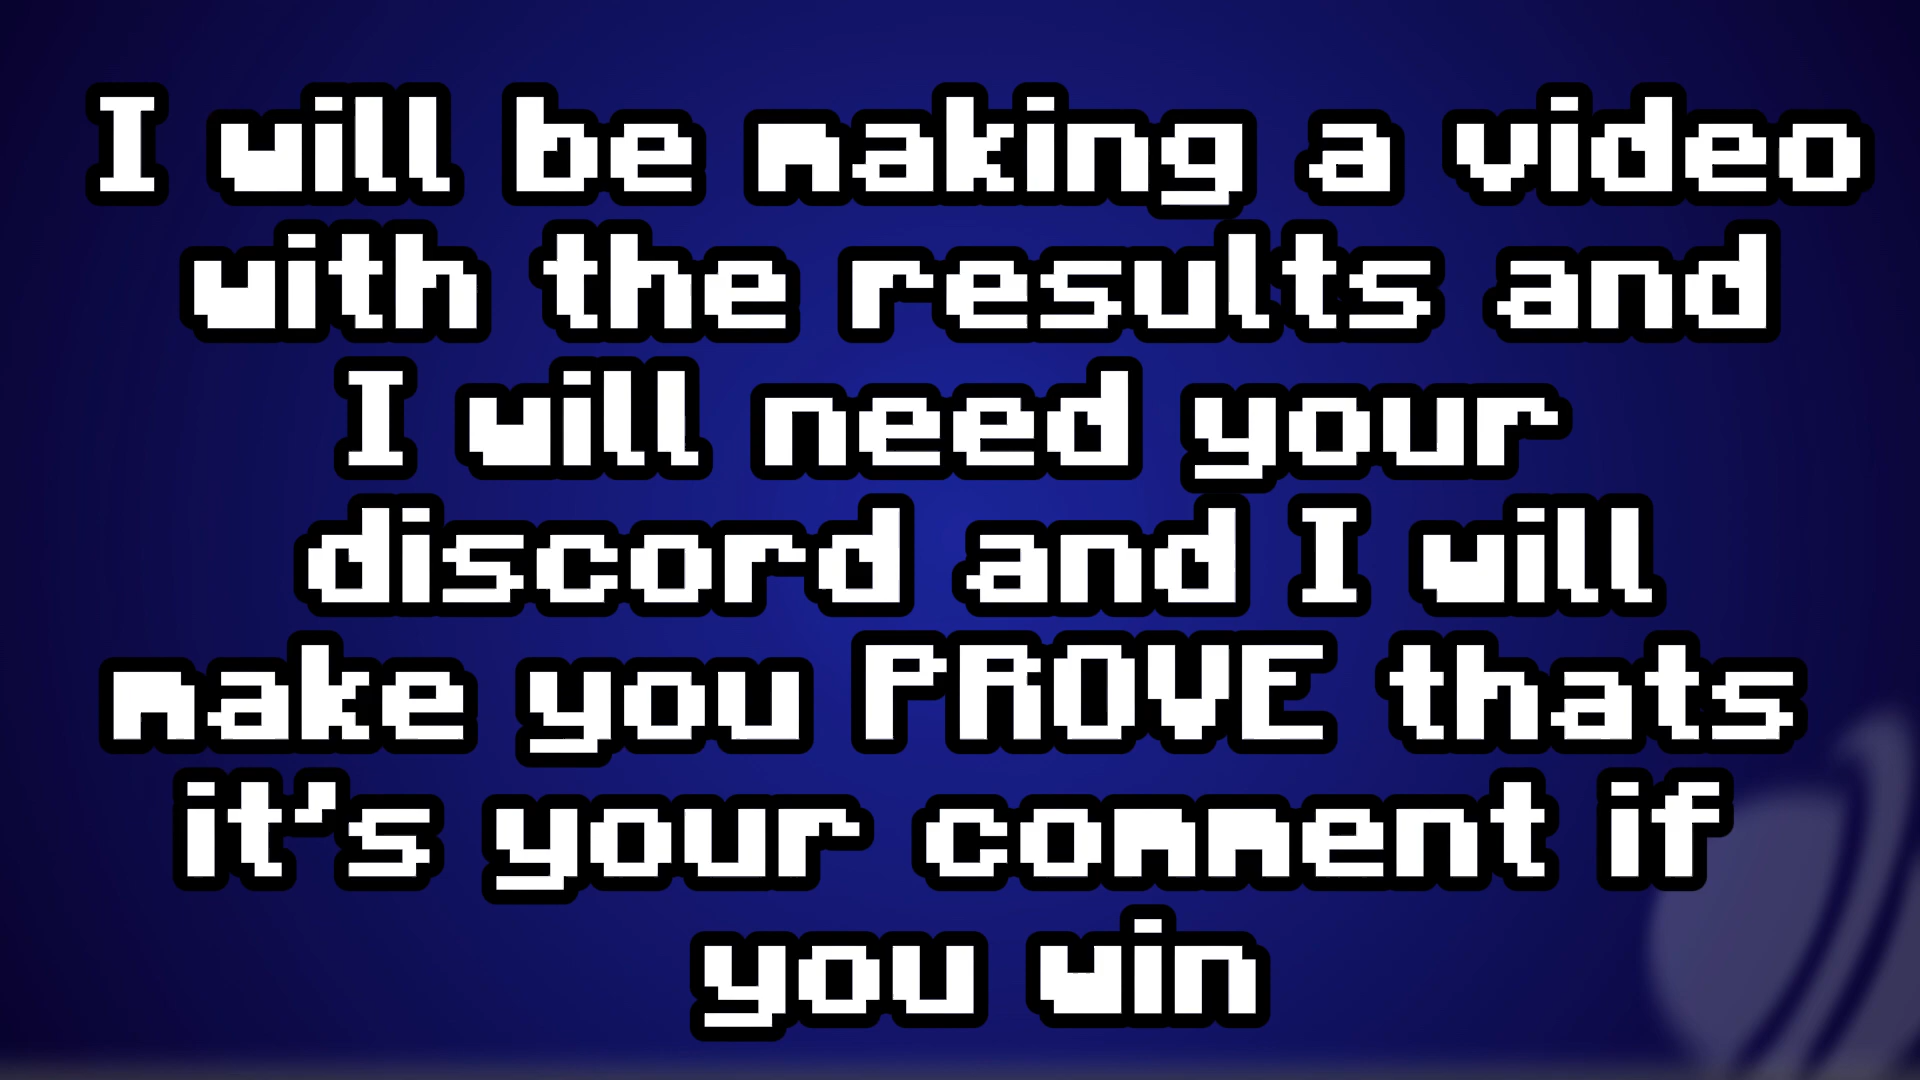 I will be making a video
with the results and
I will need your
discord and I will
make you PROVE thats
it's your comment if
you win